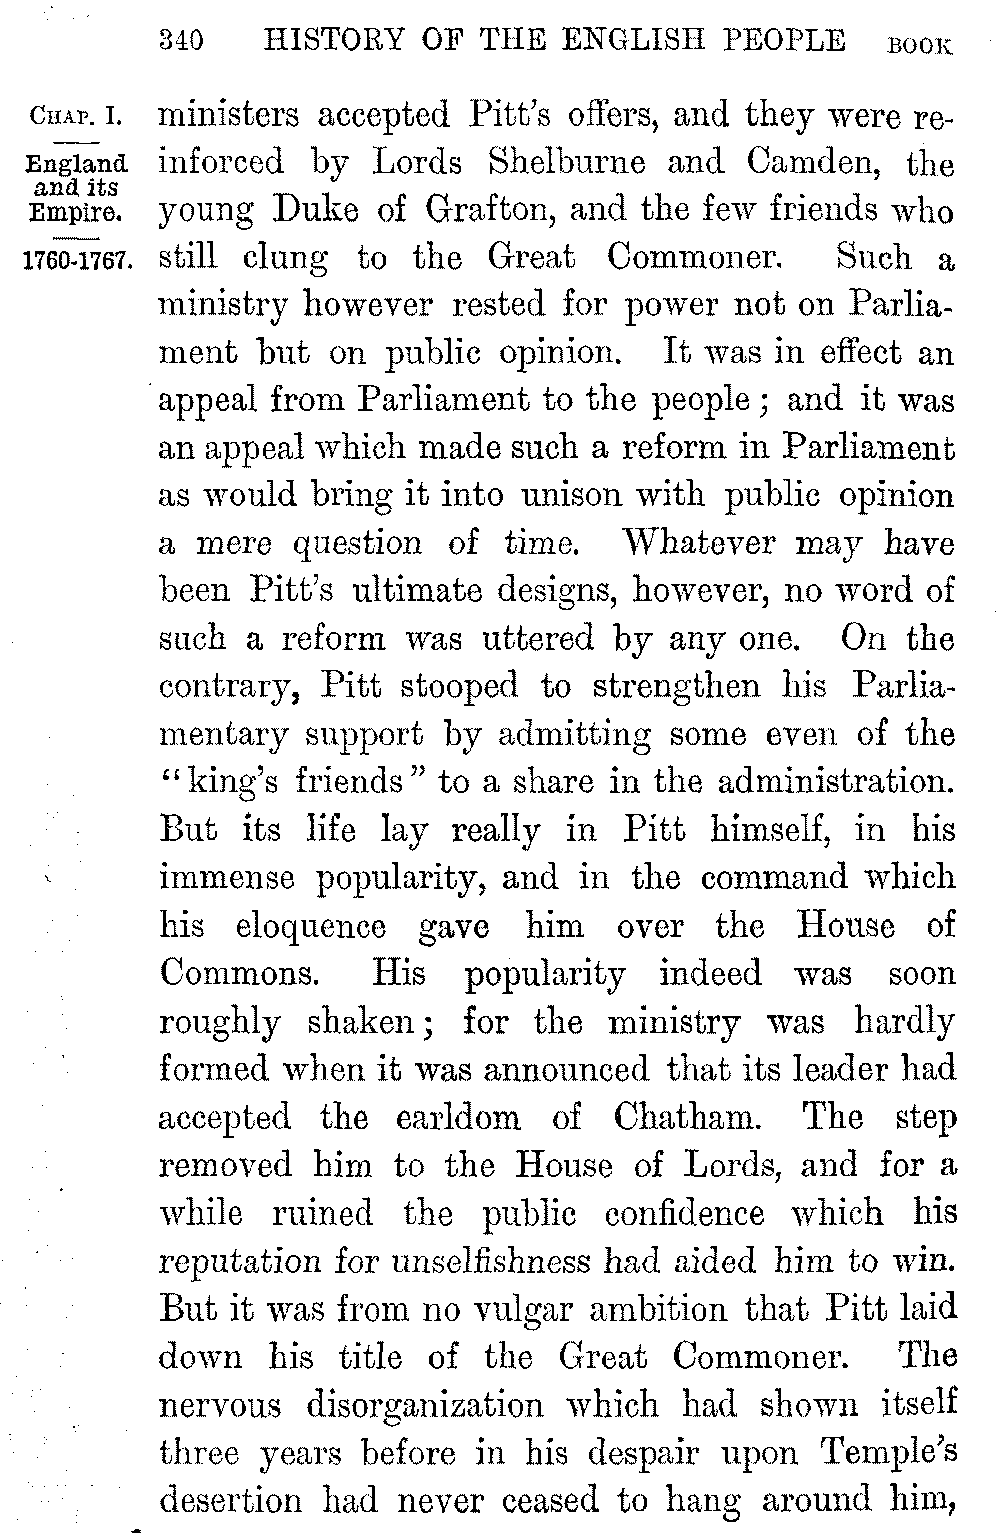 340 HISTORY OF THE ENGLISH PEOPLE BOOK
CHAP. I.
England
and its
Empire.
1760-1767.
ministers accepted Pitt's offers, and they were re-
inforced by Lords Shelburne and Camden, the
young Duke of Grafton, and the few friends who
still clung to the Great Commoner. Such a
ministry however rested for power not on Parlia-
ment but on public opinion. It was in effect an
appeal from Parliament to the people; and it was
an appeal which made such a reform in Parliament
as would bring it into unison with public opinion
a mere question of time. Whatever may have
been Pitt's ultimate designs, however, no word of
such a reform was uttered by any one. On the
contrary, Pitt stooped to strengthen his Parlia-
mentary support by admitting some even of the
"king's friends" to a share in the administration.
But its life lay really in Pitt himself, in his
immense popularity, and in the command which
his eloquence gave him over the House of
Commons. His popularity indeed was soon
roughly shaken; for the ministry was hardly
formed when it was announced that its leader had
accepted the earldom of Chatham. The step
removed him to the House of Lords, and for a
while ruined the public confidence which his
reputation for unselfishness had aided him to win.
But it was from no vulgar ambition that Pitt laid
down his title of the Great Commoner. The
nervous disorganization which had shown itself
three years before in his despair upon Temple's
desertion had never ceased to hang around him,